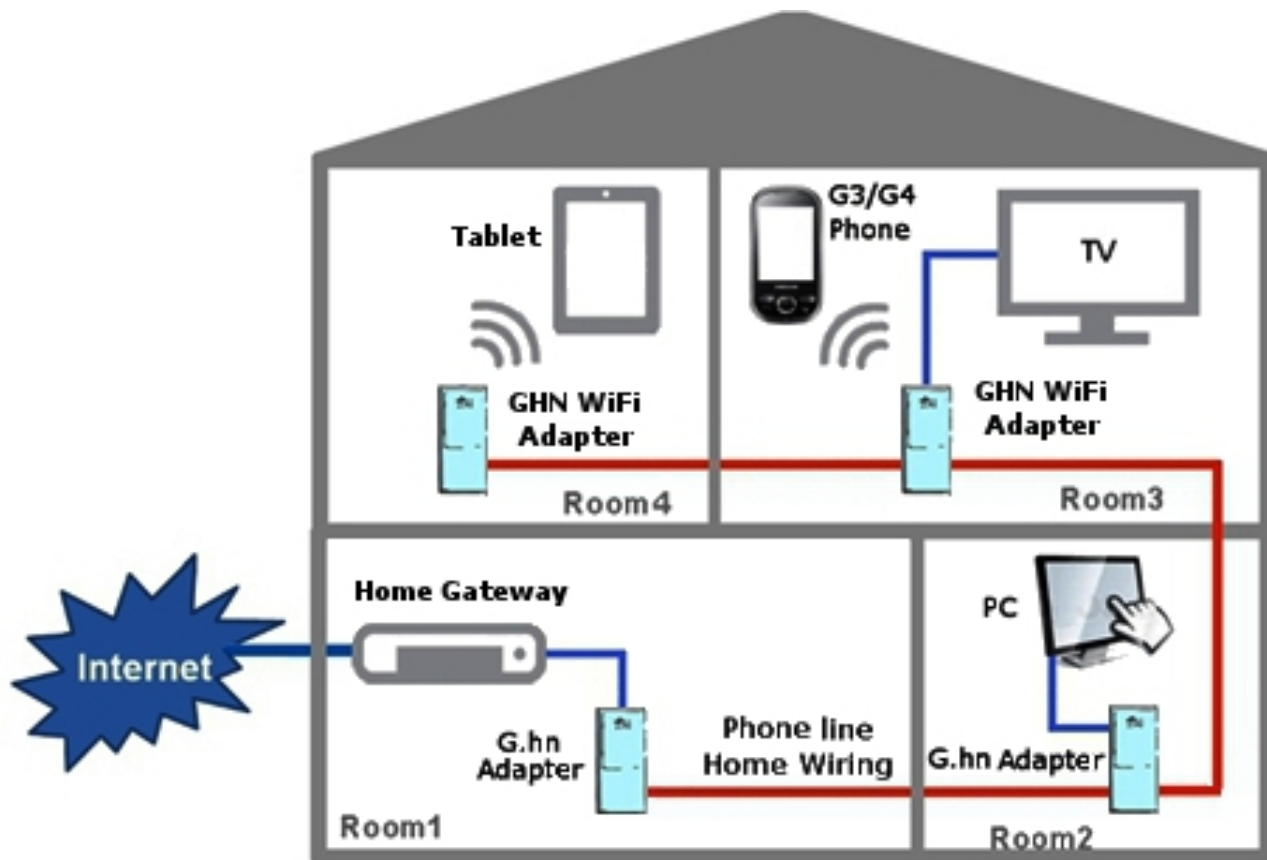 G3/G4
Phone
Tablet
TV
GHN WiFi
Adapter
GHN WiFi
Adapter
Room4
Room3
Home Gateway
PC
Internet
G.hn
Adapter
Phone line
Home Wiring
G.hn Adapter
Room1
Room2